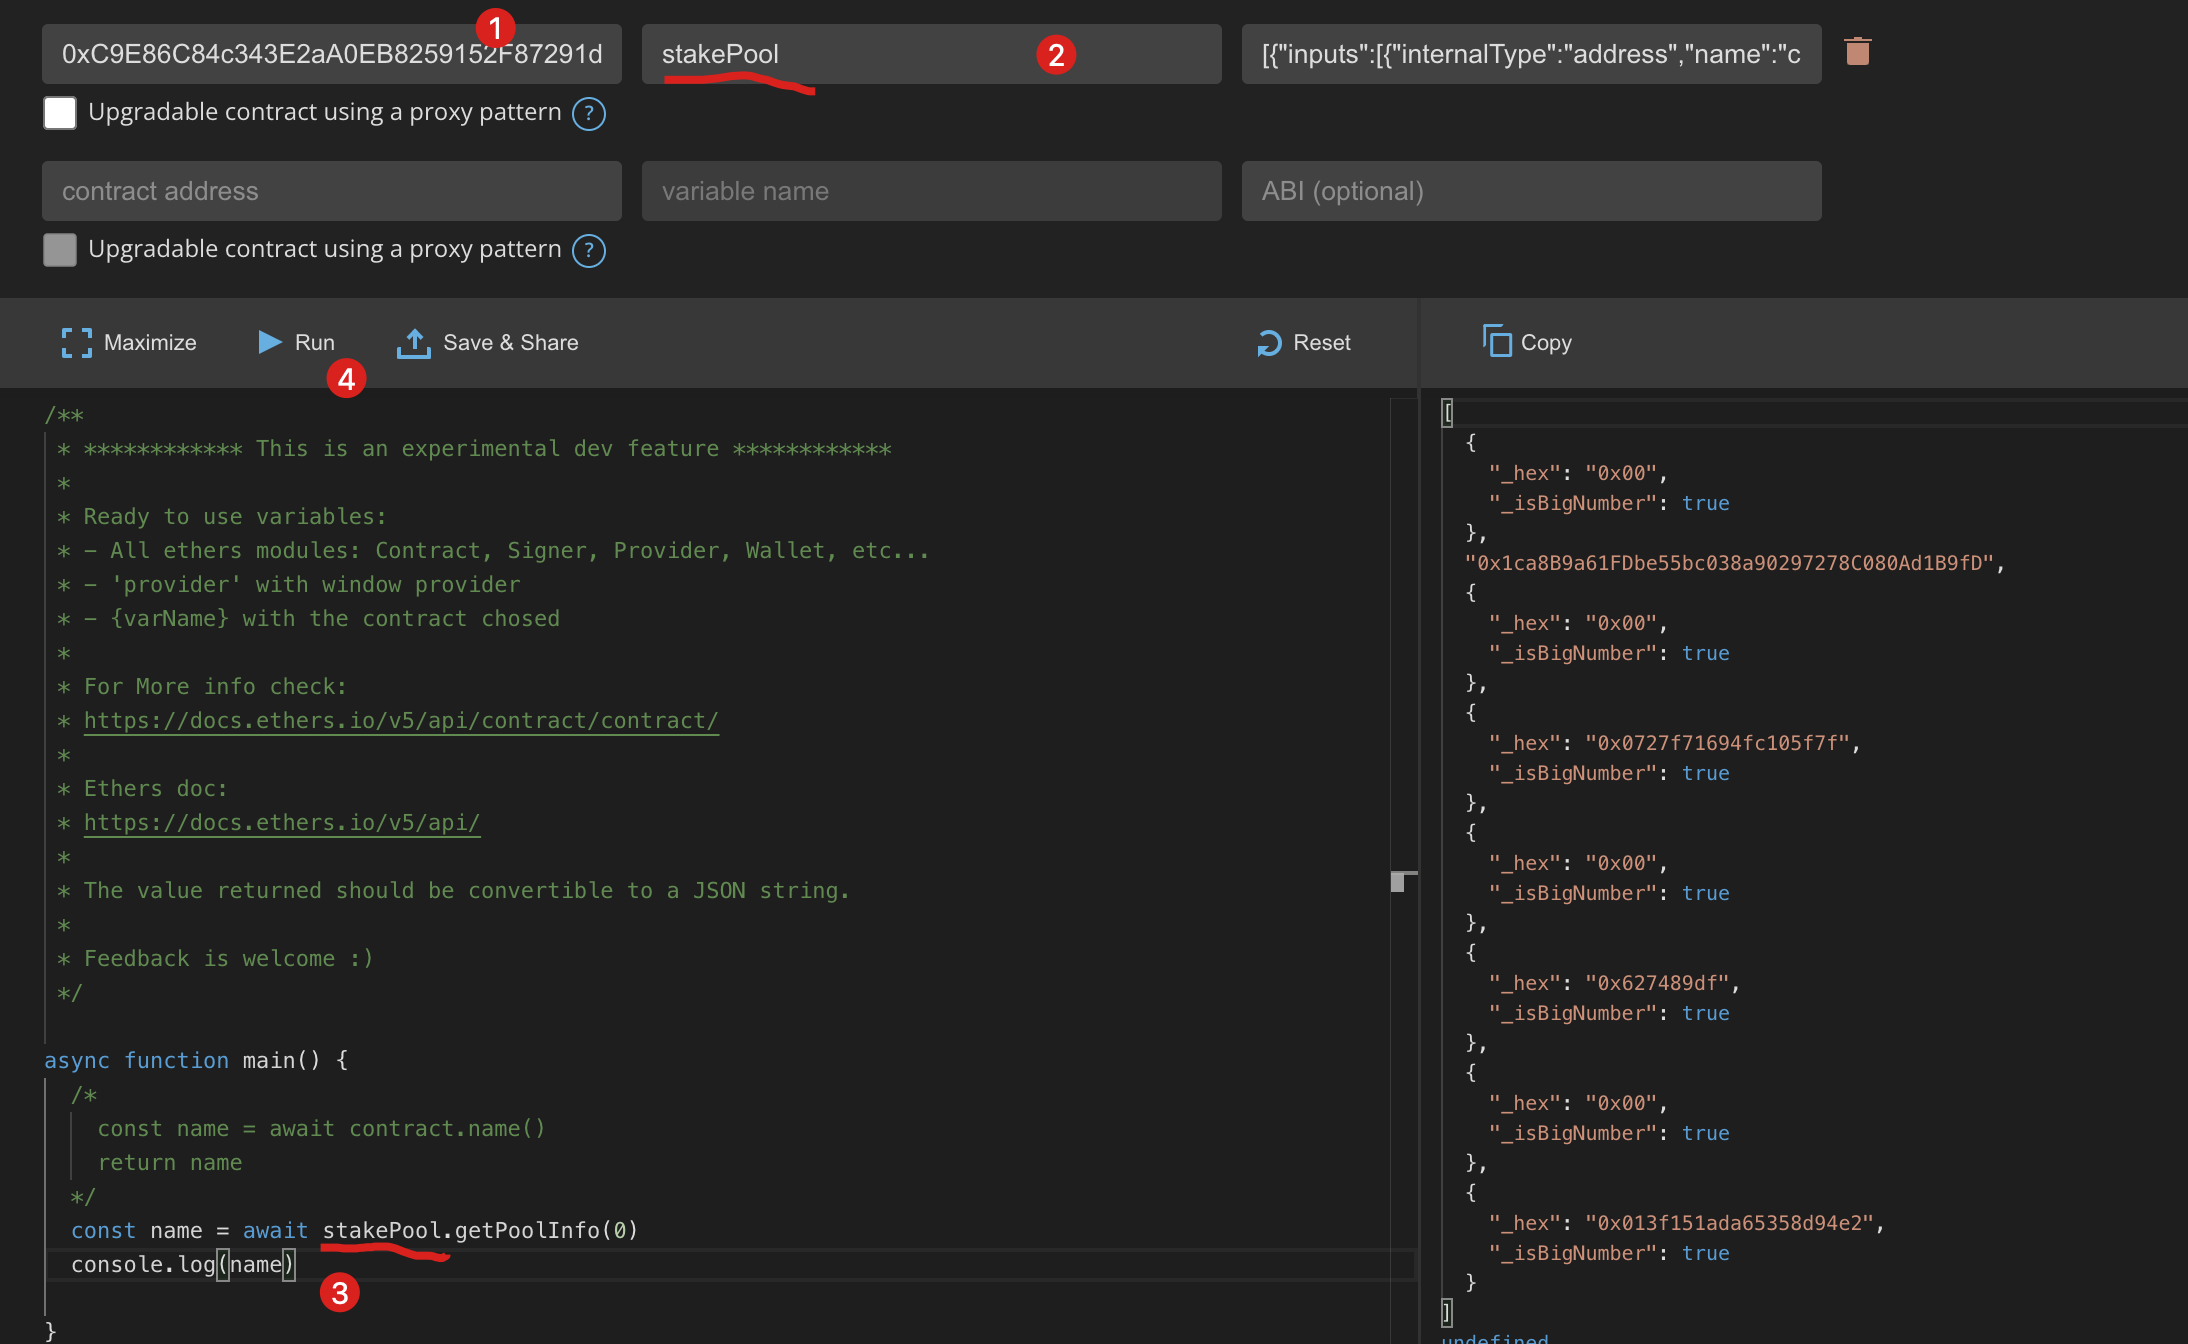 0xC9E86C84c343E2aA0EB8259152F87291d
1
stakePool
2
[{"inputs":[{"internalType":"address","name":"c
Upgradable contract using a proxy pattern ?
contract address
variable name
ABI (optional)
Upgradable contract using a proxy pattern ?
Maximize
Run
4
Save & Share
Reset
Copy
/**
* ************ This is an experimental dev feature ************
*
* Ready to use variables:
* - All ethers modules: Contract, Signer, Provider, Wallet, etc...
* - 'provider' with window provider
* - {varName} with the contract chosed
*
* For More info check:
* https://docs.ethers.io/v5/api/contract/contract/
*
* Ethers doc:
* https://docs.ethers.io/v5/api/
*
* The value returned should be convertible to a JSON string.
*
* Feedback is welcome :)
*/
async function main() {
/*
const name = await contract.name()
return name
*/
const name = await stakePool.getPoolInfo(0)
console.log(name)
3
}
[
{
"_hex": "0x00",
"_isBigNumber": true
},
"0x1ca8B9a61FDbe55bc038a90297278C080Ad1B9fD",
{
"_hex": "0x00",
"_isBigNumber": true
},
{
"_hex": "0x0727f71694fc105f7f",
"_isBigNumber": true
},
{
"_hex": "0x00",
"_isBigNumber": true
},
{
"_hex": "0x627489df",
"_isBigNumber": true
},
{
"_hex": "0x00",
"_isBigNumber": true
},
{
"_hex": "0x013f151ada65358d94e2",
"_isBigNumber": true
}
]
undefined